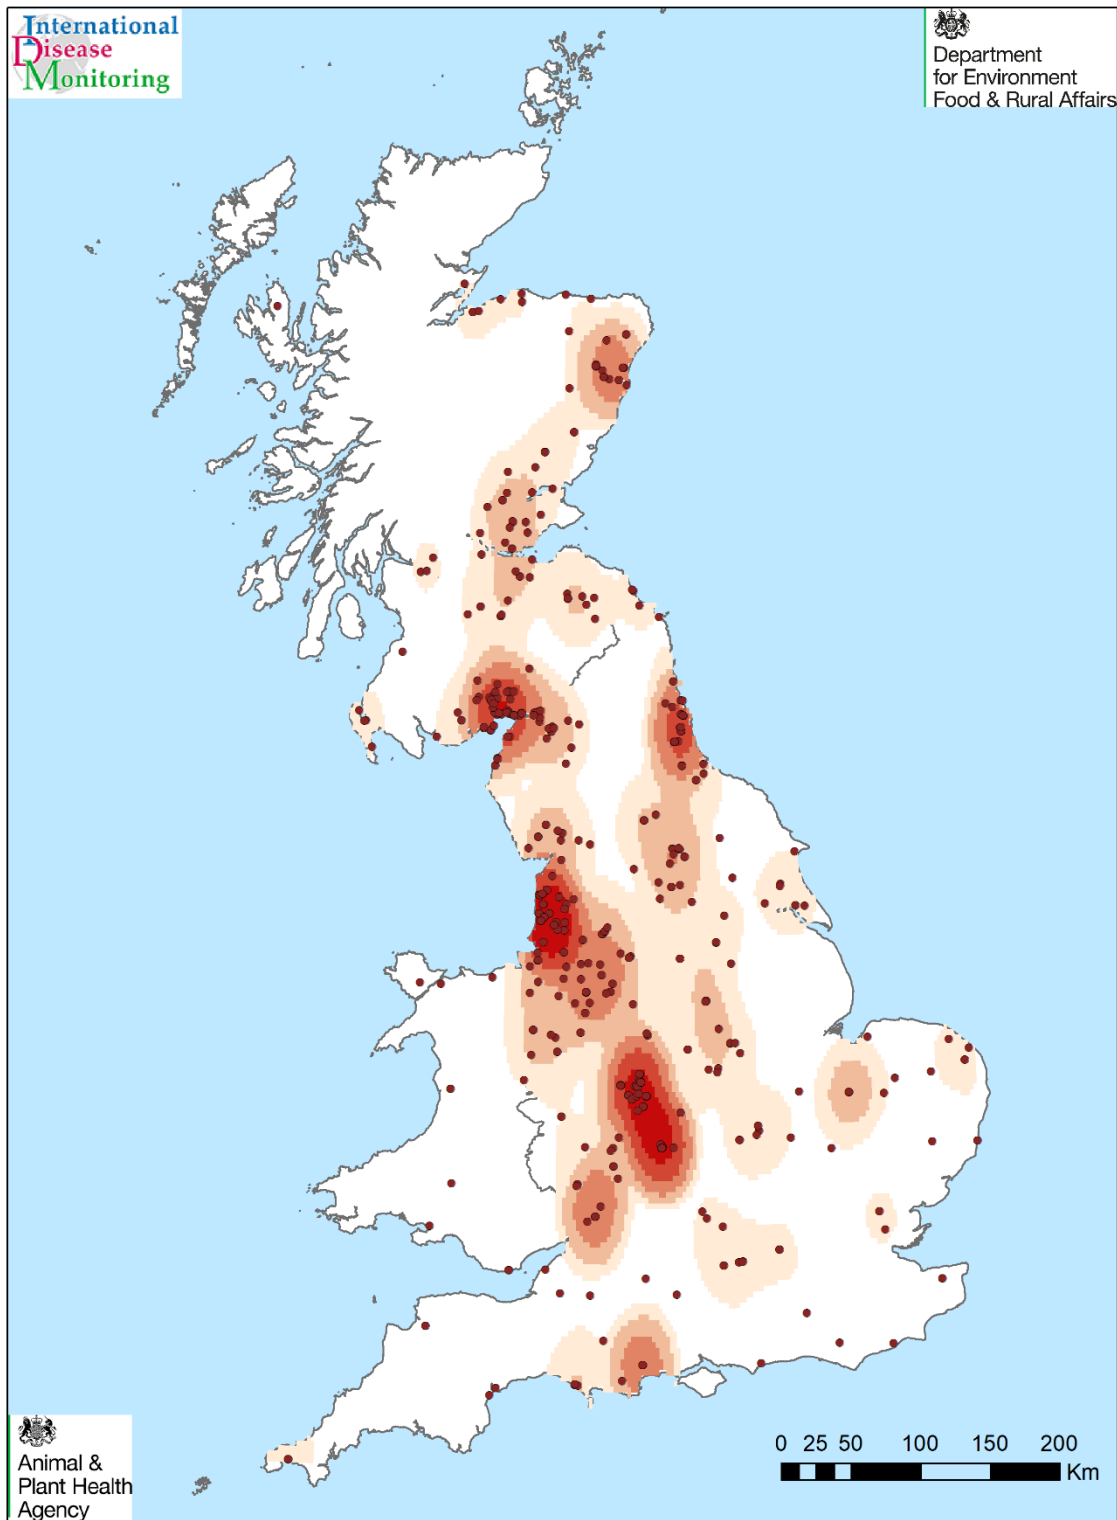 International
Disease
Monitoring
Department
for Environment
Food & Rural Affairs
0 25 50 100 150 200
Km
Animal &
Plant Health
Agency